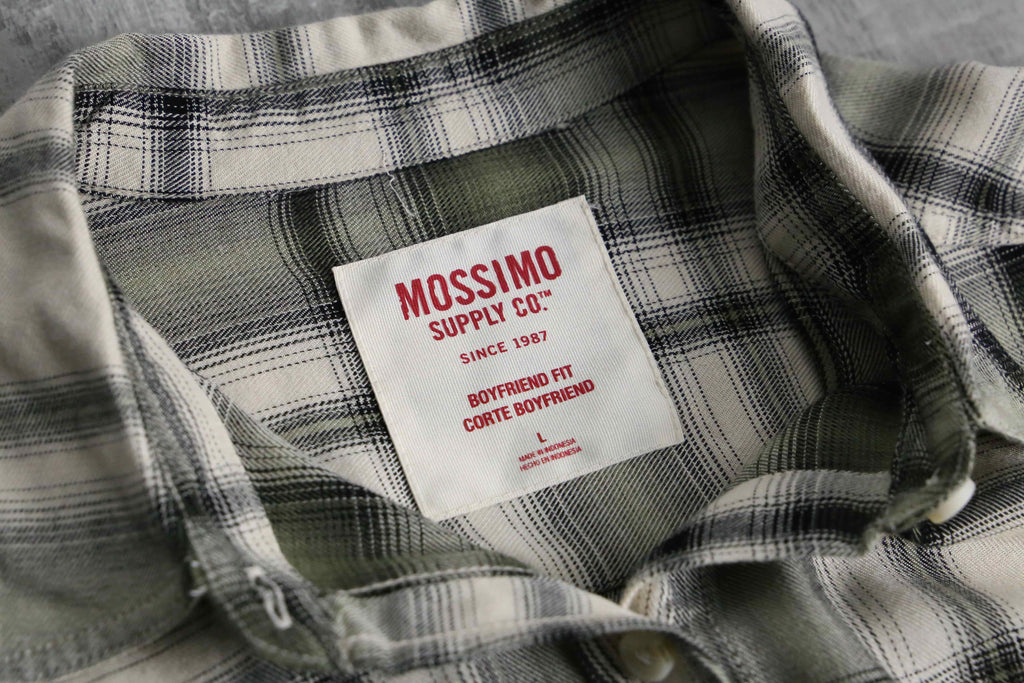 MOSSIMO
SUPPLY CO.™
SINCE 1987
BOYFRIEND FIT
CORTE BOYFRIEND
L
MADE IN INDONESIA
HECHO EN INDONESIA